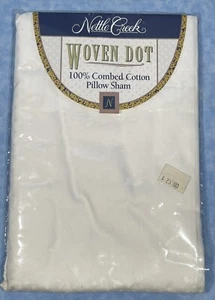 Nettle Creek
WOVEN DOT
100% Combed Cotton
Pillow Sham
N